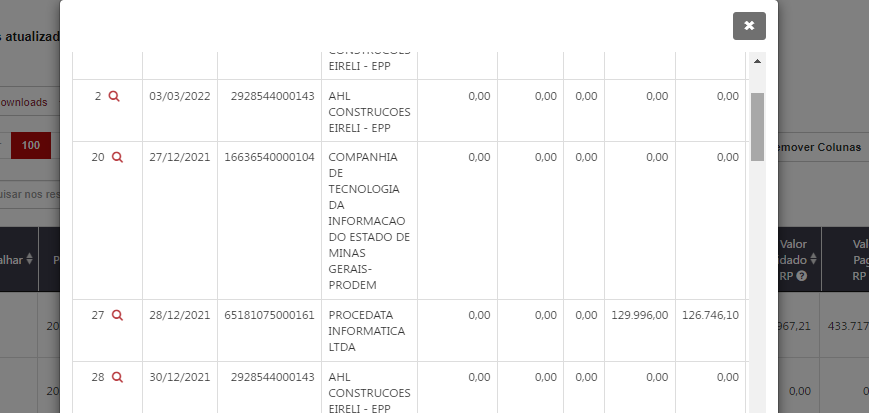 s atualizad
ownloads
100
uisar nos res
alhar
P
20
20
✖
CONSTRUCOES
EIRELI - EPP
2 03/03/2022 2928544000143 AHL 0,00 0,00 0,00 0,00 0,00
CONSTRUCOES
EIRELI - EPP
20 27/12/2021 16636540000104 COMPANHIA 0,00 0,00 0,00 0,00 0,00
DE
TECNOLOGIA
DA
INFORMACAO
DO ESTADO DE
MINAS
GERAIS-
PRODEM
27 28/12/2021 65181075000161 PROCEDATA 0,00 0,00 0,00 129.996,00 126.746,10
INFORMATICA
LTDA
28 30/12/2021 2928544000143 AHL 0,00 0,00 0,00 0,00 0,00
CONSTRUCOES
EIRELI - EPP
emover Colunas
Valor
idado
RP
Val
Pag
RP
967,21
433.717
0,00
0,00